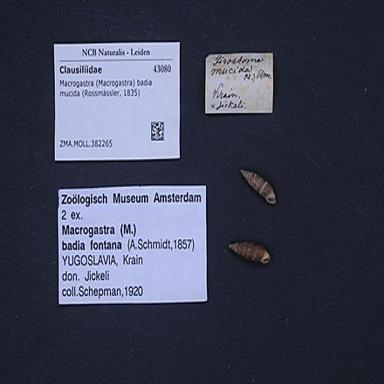 NCB Naturalis - Leiden
Clausiliidae 43080
Macrogastra (Macrogastra) badia
mucida (Rossmässler, 1835)
ZMA.MOLL.382265
Pirostoma
mucida
Krain.
x Jickeli.
Zoölogisch Museum Amsterdam
2 ex.
Macrogastra (M.)
badia fontana (A.Schmidt,1857)
YUGOSLAVIA, Krain
don. Jickeli
coll.Schepman,1920